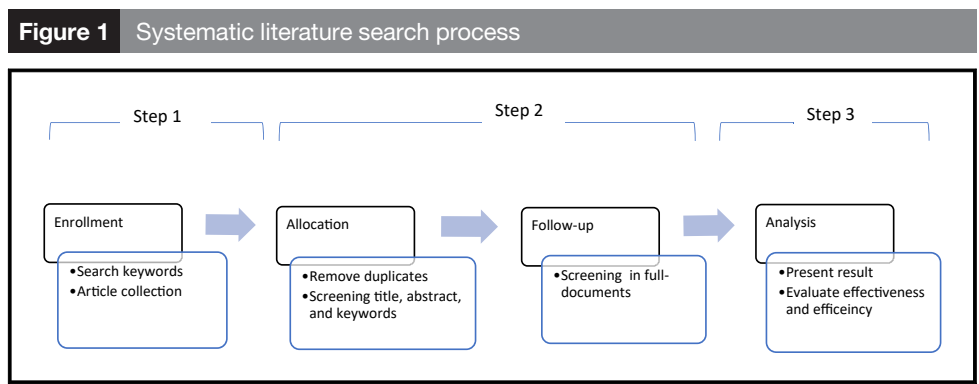 Figure 1 Systematic literature search process
Step 1
Step 2
Step 3
Enrollment
•Search keywords
•Article collection
Allocation
•Remove duplicates
•Screening title, abstract,
and keywords
Follow-up
•Screening in full-
documents
Analysis
•Present result
•Evaluate effectiveness
and efficeincy